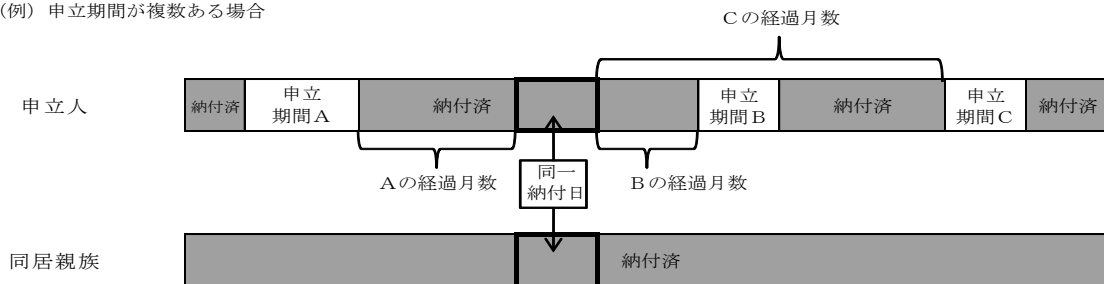 (例) 申立期間が複数ある場合
Cの経過月数
申立人
納付済
申立
期間A
納付済
申立
期間B
納付済
申立
期間C
納付済
Aの経過月数
同一
納付日
Bの経過月数
同居親族
納付済